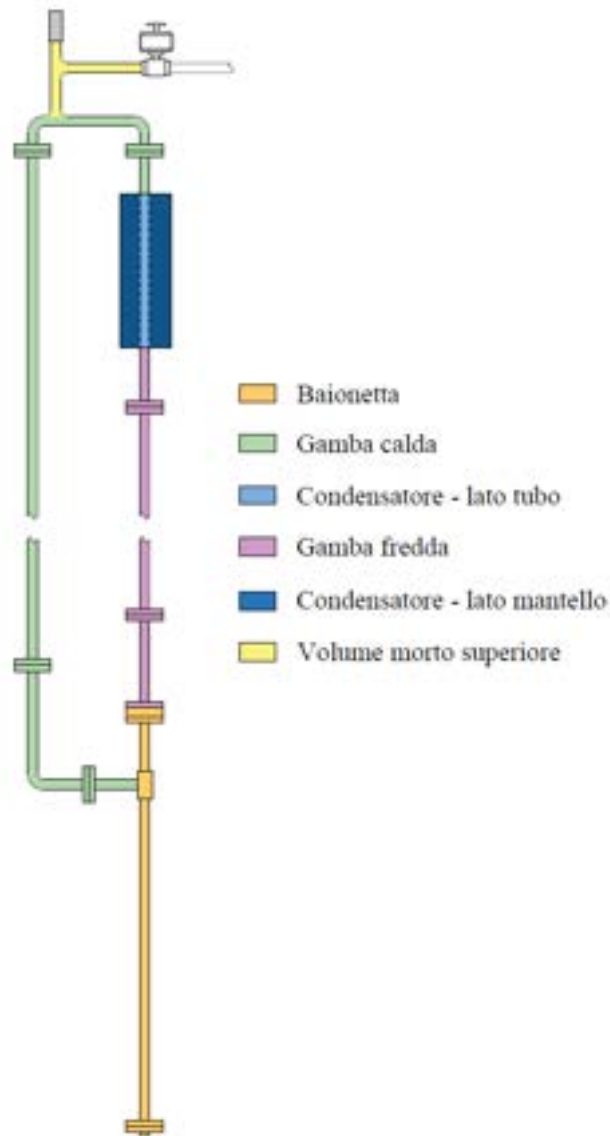 Baionetta
Gamba calda
Condensatore - lato tubo
Gamba fredda
Condensatore - lato mantello
Volume morto superiore